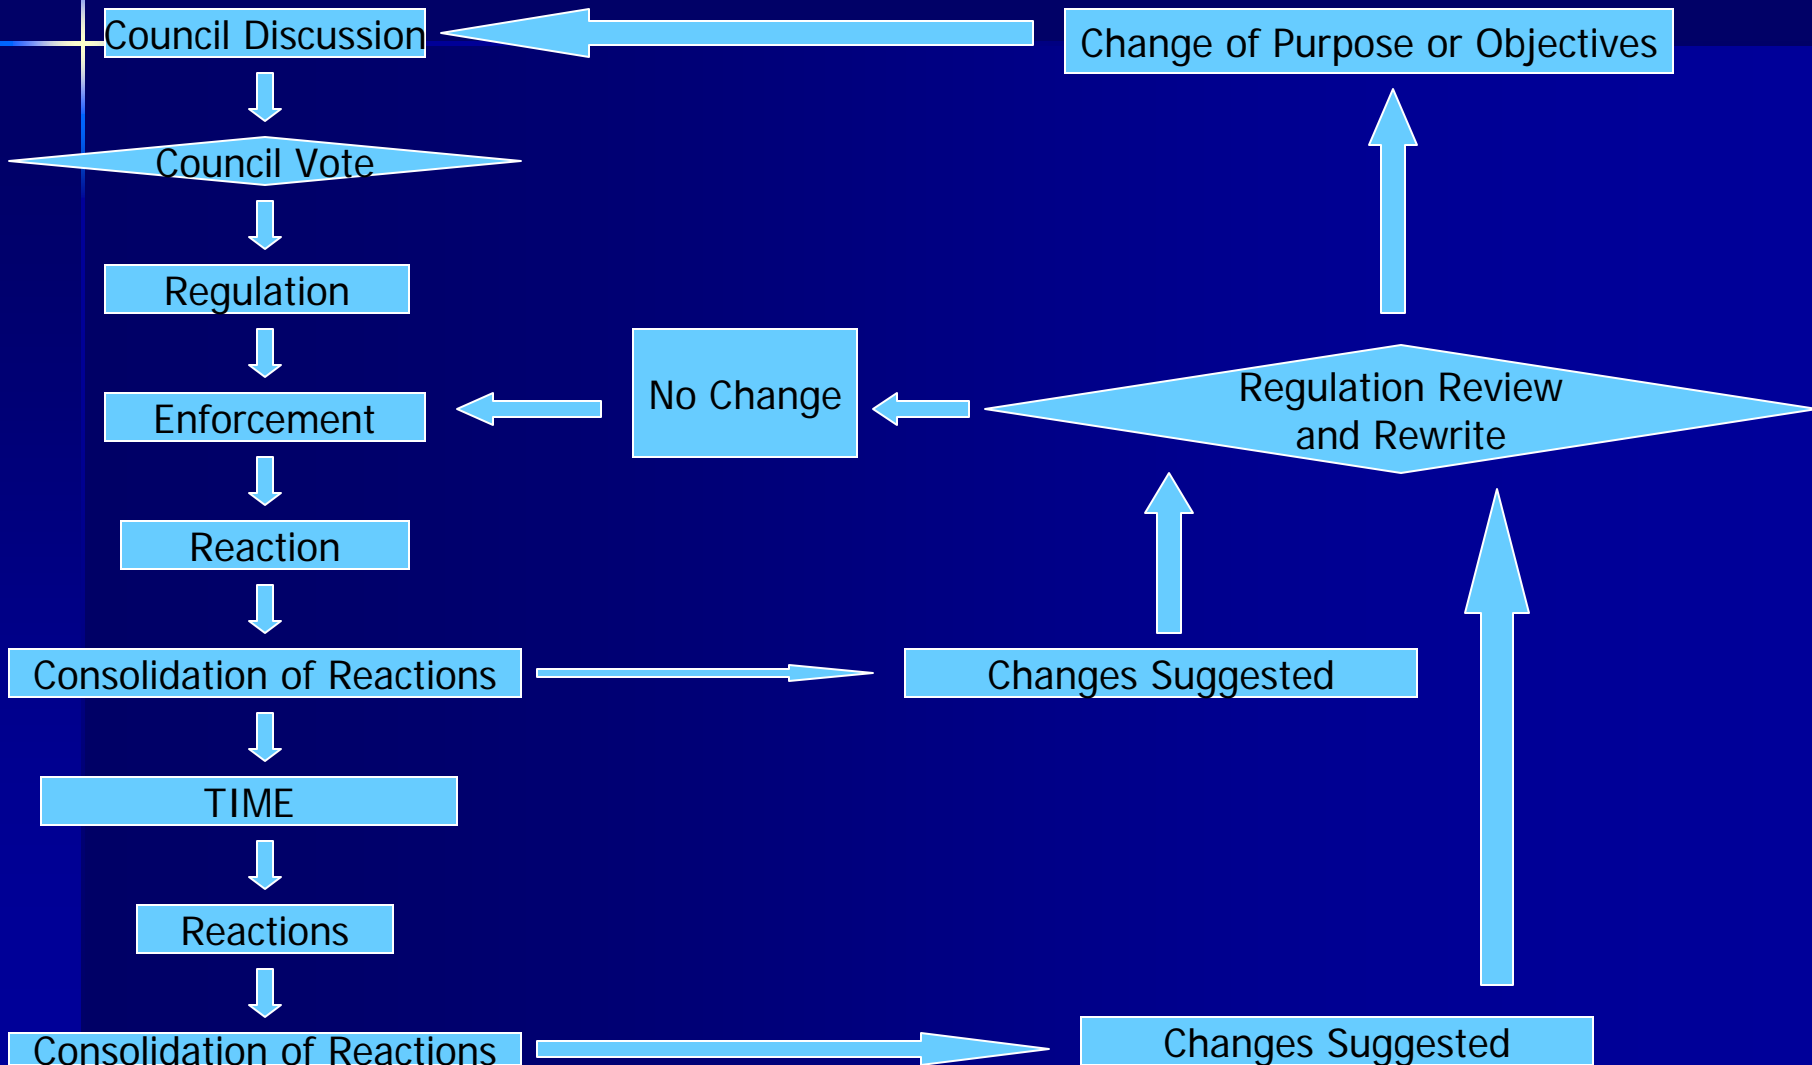 Council Discussion
Change of Purpose or Objectives
Council Vote
Regulation
No Change
Regulation Review
and Rewrite
Enforcement
Reaction
Consolidation of Reactions
Changes Suggested
TIME
Reactions
Consolidation of Reactions
Changes Suggested